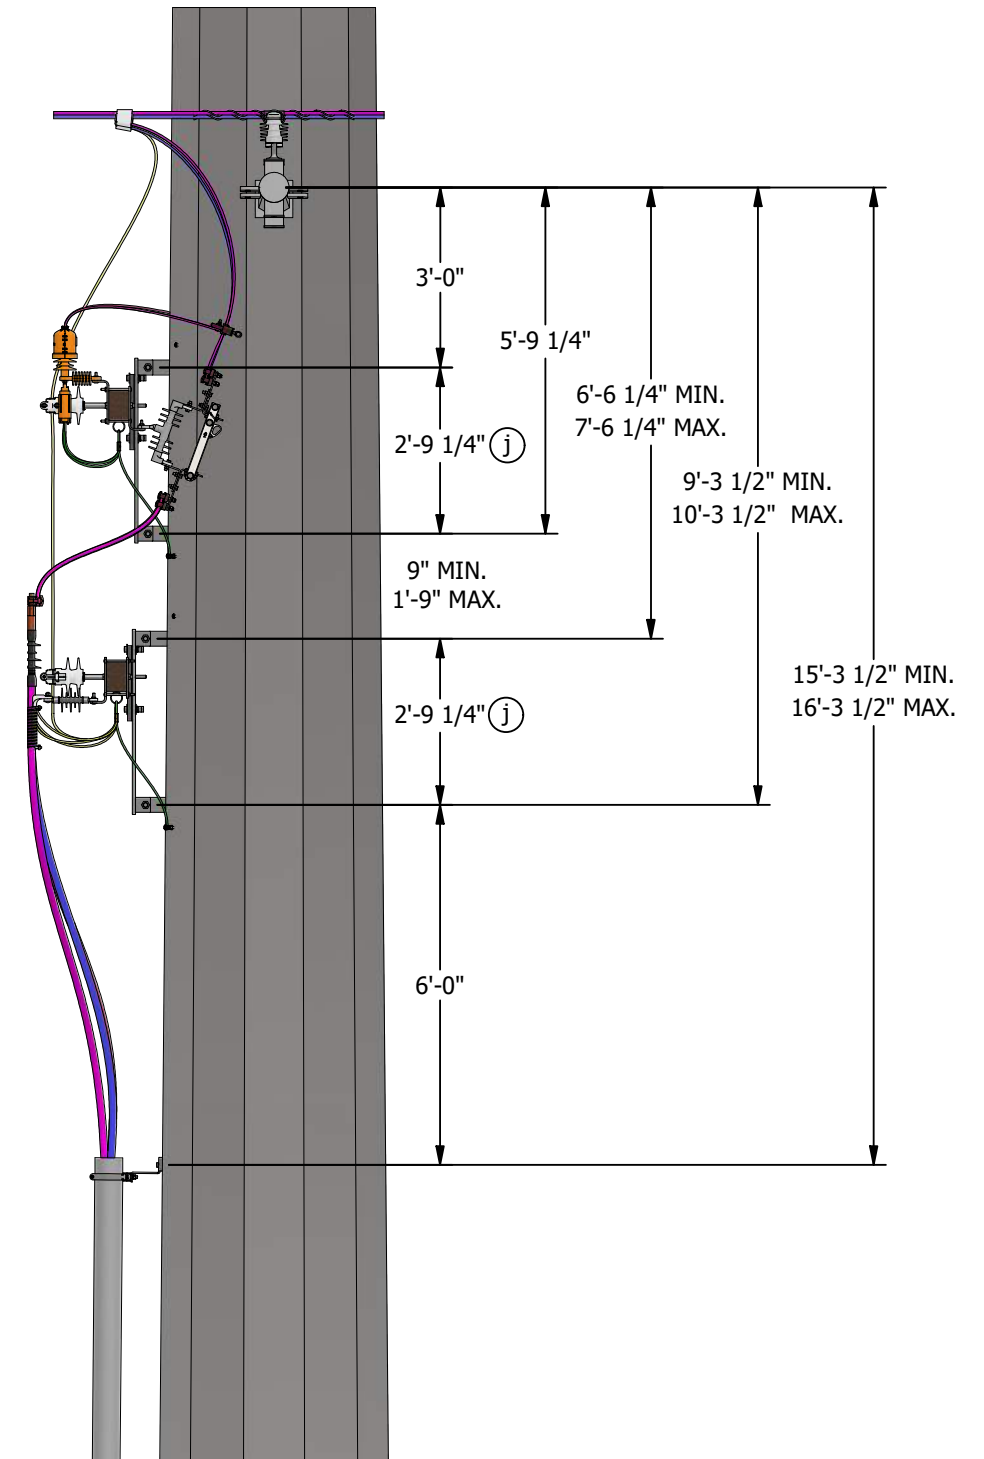 3'-0"
5'-9 1/4"
6'-6 1/4" MIN.
7'-6 1/4" MAX.
2'-9 1/4" j
9'-3 1/2" MIN.
10'-3 1/2" MAX.
9" MIN.
1'-9" MAX.
15'-3 1/2" MIN.
16'-3 1/2" MAX.
2'-9 1/4" j
6'-0"